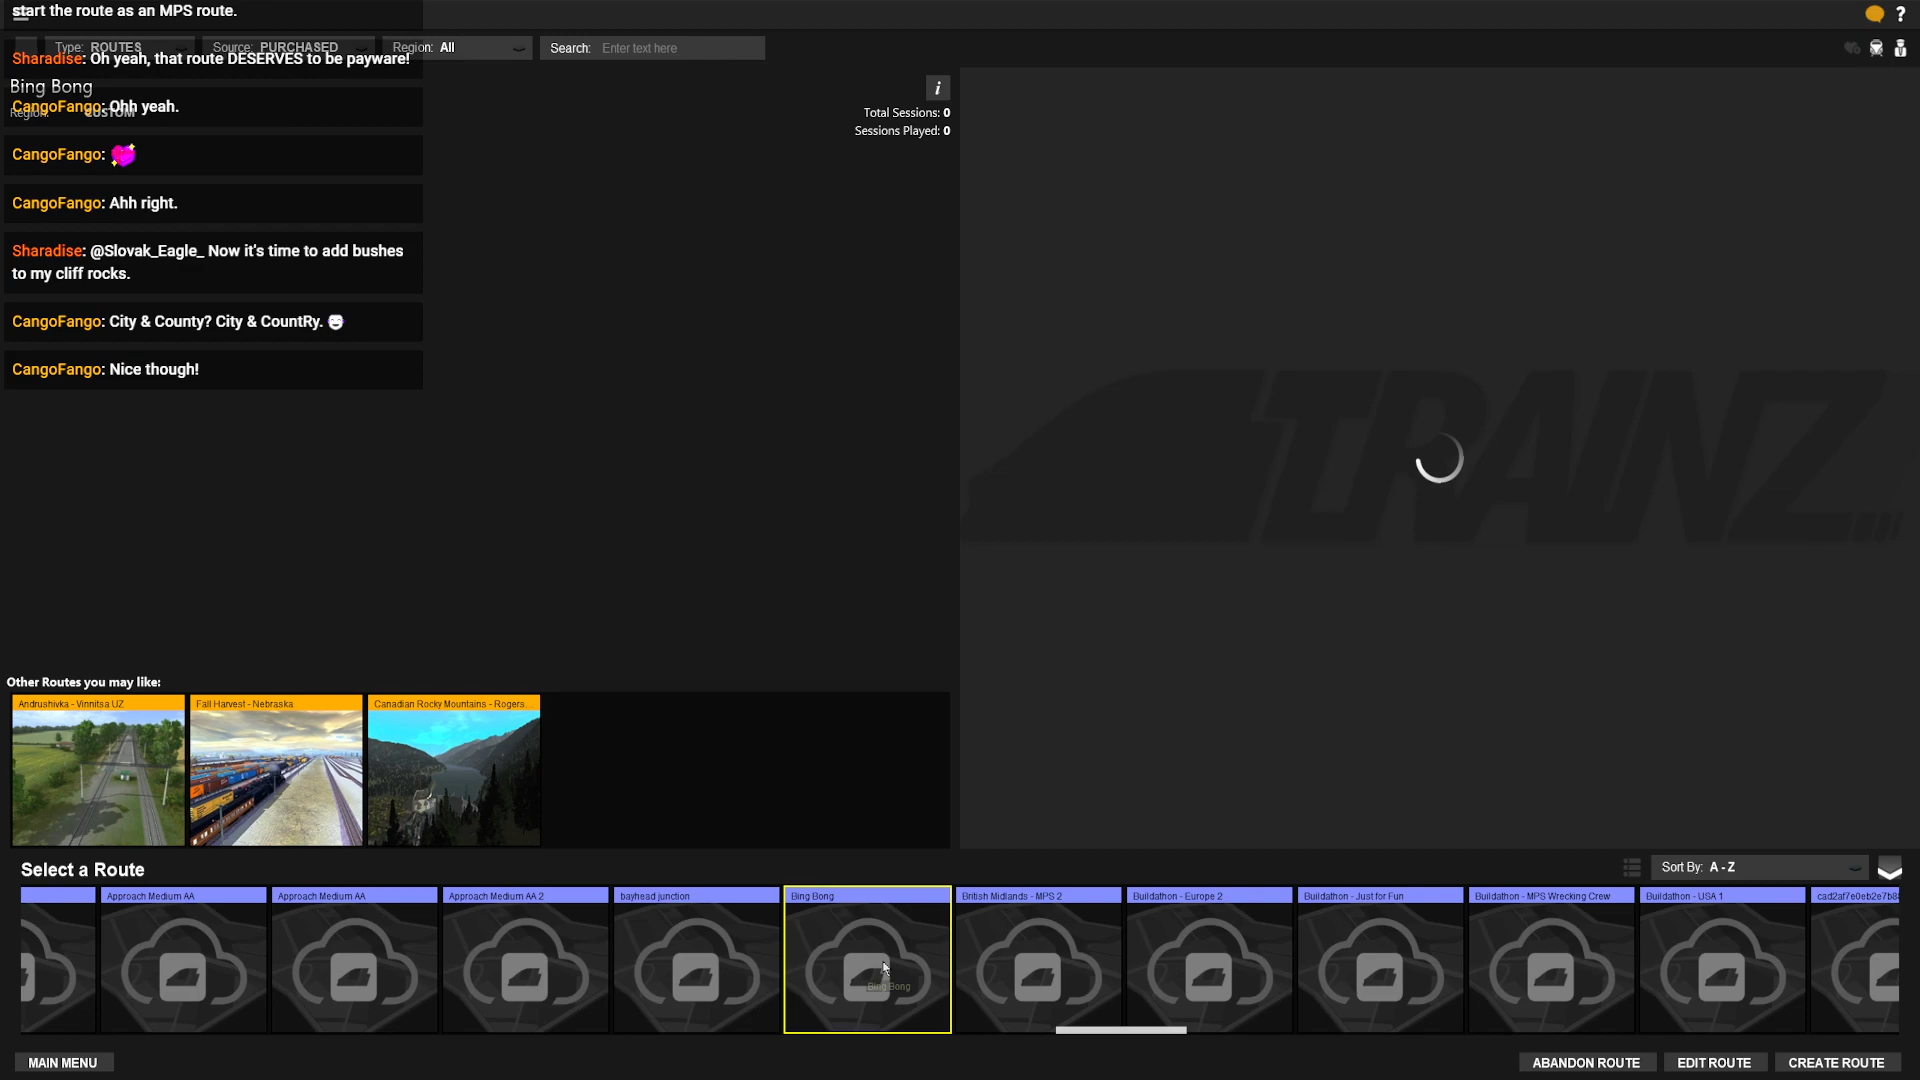 start the route as an MPS route.
Type: ROUTES
Source: PURCHASED
Region: All
Search: Enter text here
Sharadise: Oh yeah, that route DESERVES to be payware!
Bing Bong
CangoFango: Ohh yeah.
Region: CUSTOM
Total Sessions: 0
Sessions Played: 0
CangoFango:
CangoFango: Ahh right.
Sharadise: @Slovak_Eagle_ Now it's time to add bushes
to my cliff rocks.
CangoFango: City & County? City & CountRy.
CangoFango: Nice though!
TRAINZ
Other Routes you may like:
Andrushivka - Vinnitsa UZ
Fall Harvest - Nebraska
Canadian Rocky Mountains - Rogers...
Select a Route
Sort By: A - Z
Approach Medium AA
Approach Medium AA
Approach Medium AA 2
bayhead junction
Bing Bong
British Midlands - MPS 2
Buildathon - Europe 2
Buildathon - Just for Fun
Buildathon - MPS Wrecking Crew
Buildathon - USA 1
Bing Bong
MAIN MENU
ABANDON ROUTE
EDIT ROUTE
CREATE ROUTE